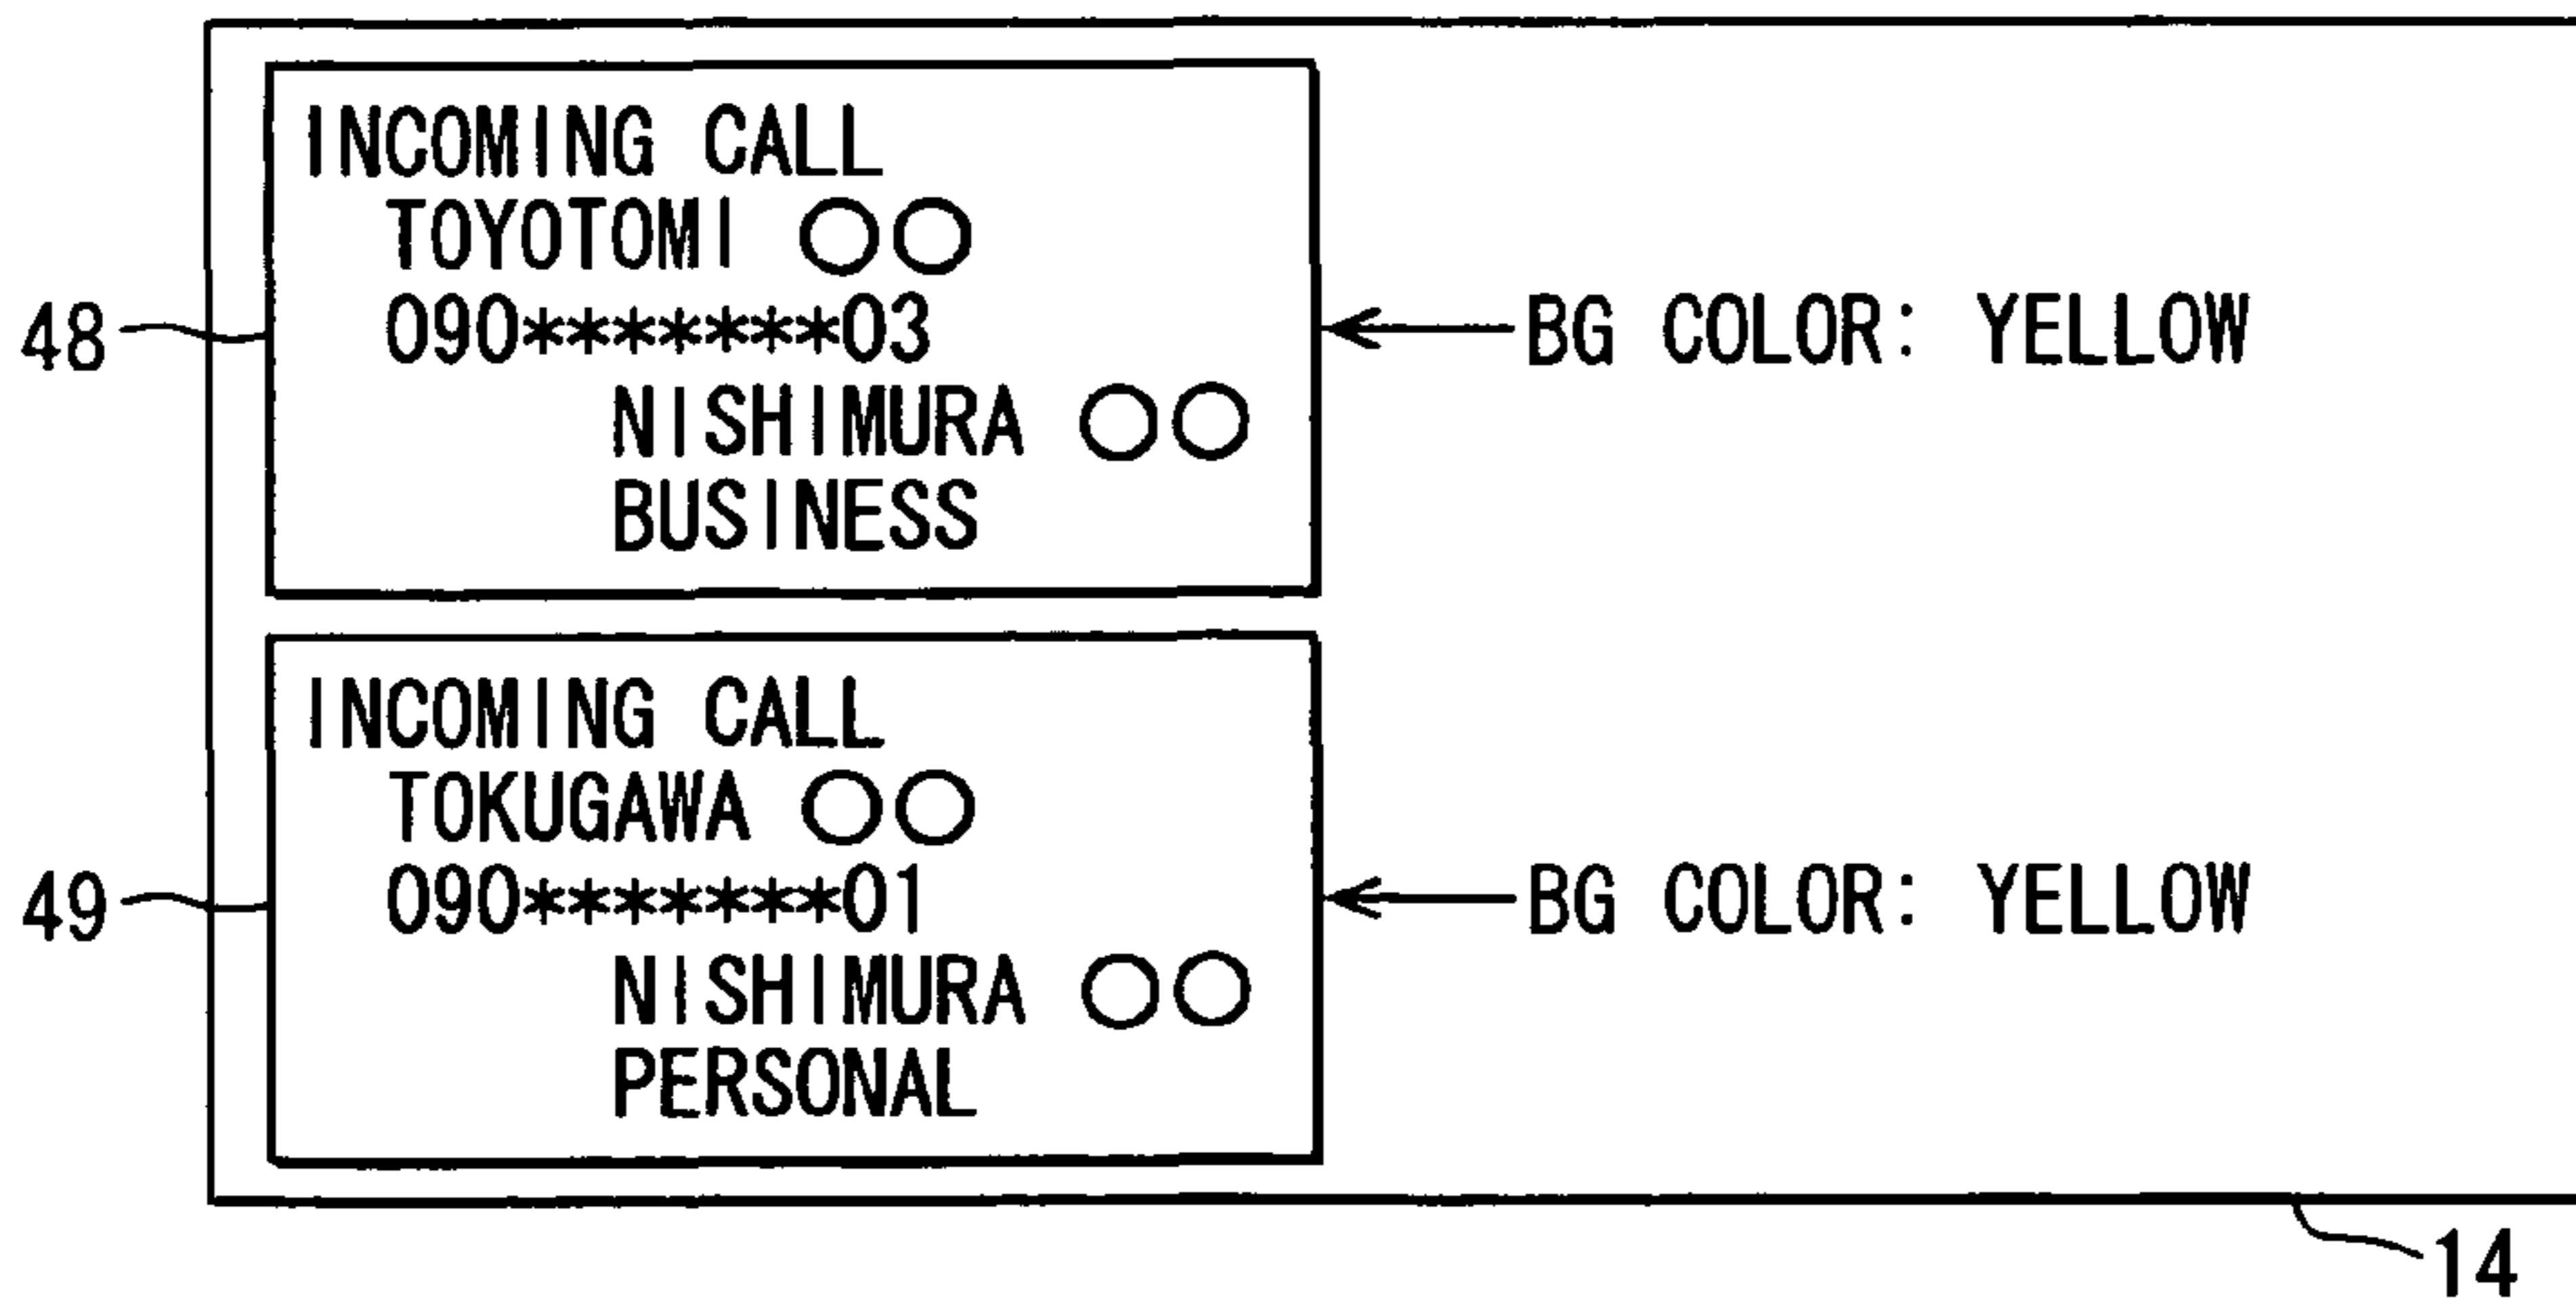 INCOMING CALL
TOYOTOMI ○○
48
090*******03
BG COLOR: YELLOW
NISHIMURA ○○
BUSINESS
INCOMING CALL
TOKUGAWA ○○
49
090*******01
BG COLOR: YELLOW
NISHIMURA ○○
PERSONAL
14